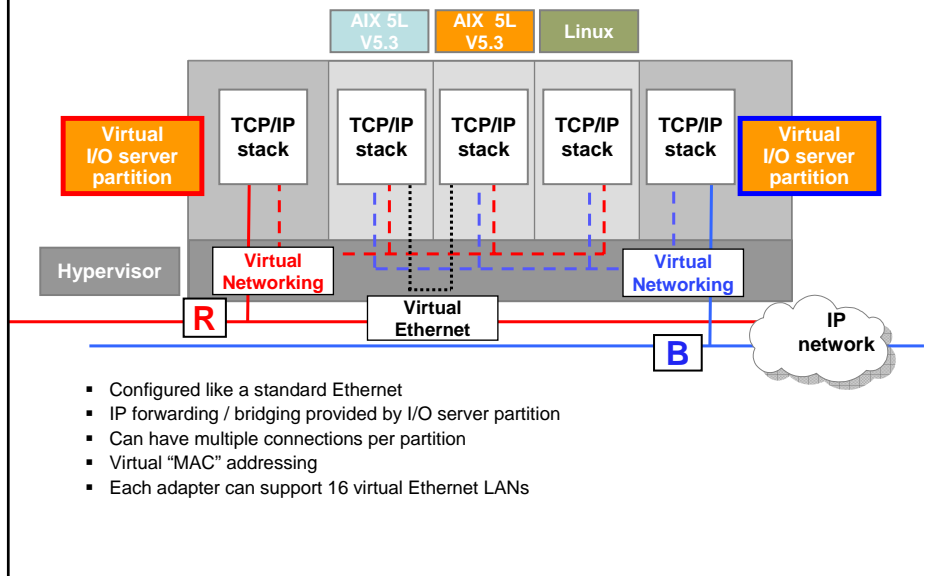 AIX 5L
V5.3
AIX 5L
V5.3
Linux
Virtual
I/O server
partition
TCP/IP
stack
TCP/IP
stack
TCP/IP
stack
TCP/IP
stack
TCP/IP
stack
Virtual
I/O server
partition
Hypervisor
Virtual
Networking
Virtual
Networking
Virtual
Ethernet
R
B
IP
network
▪ Configured like a standard Ethernet
▪ IP forwarding / bridging provided by I/O server partition
▪ Can have multiple connections per partition
▪ Virtual “MAC” addressing
▪ Each adapter can support 16 virtual Ethernet LANs